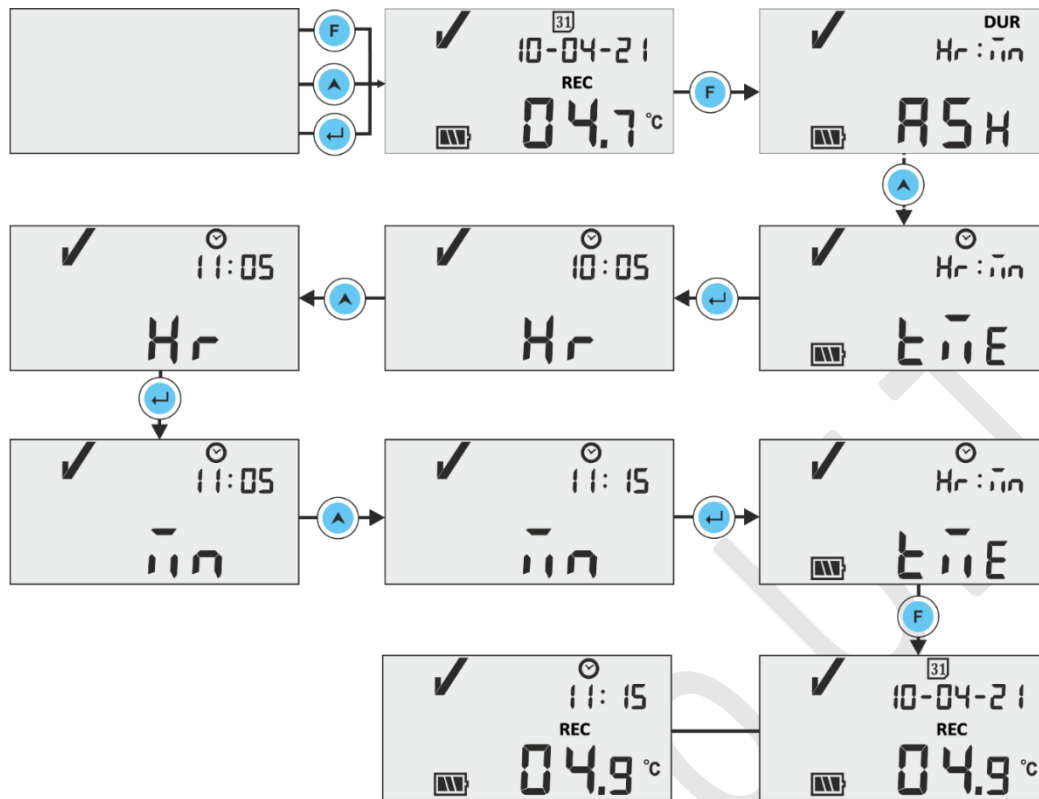 F
31
10-04-21
REC
04.7 °C
F
DUR
Hr:mn
ASH
11:05
Hr
10:05
Hr
Hr:mn
tmE
11:05
mn
11:15
mn
Hr:mn
tmE
F
11:15
REC
04.9 °C
31
10-04-21
REC
04.9 °C